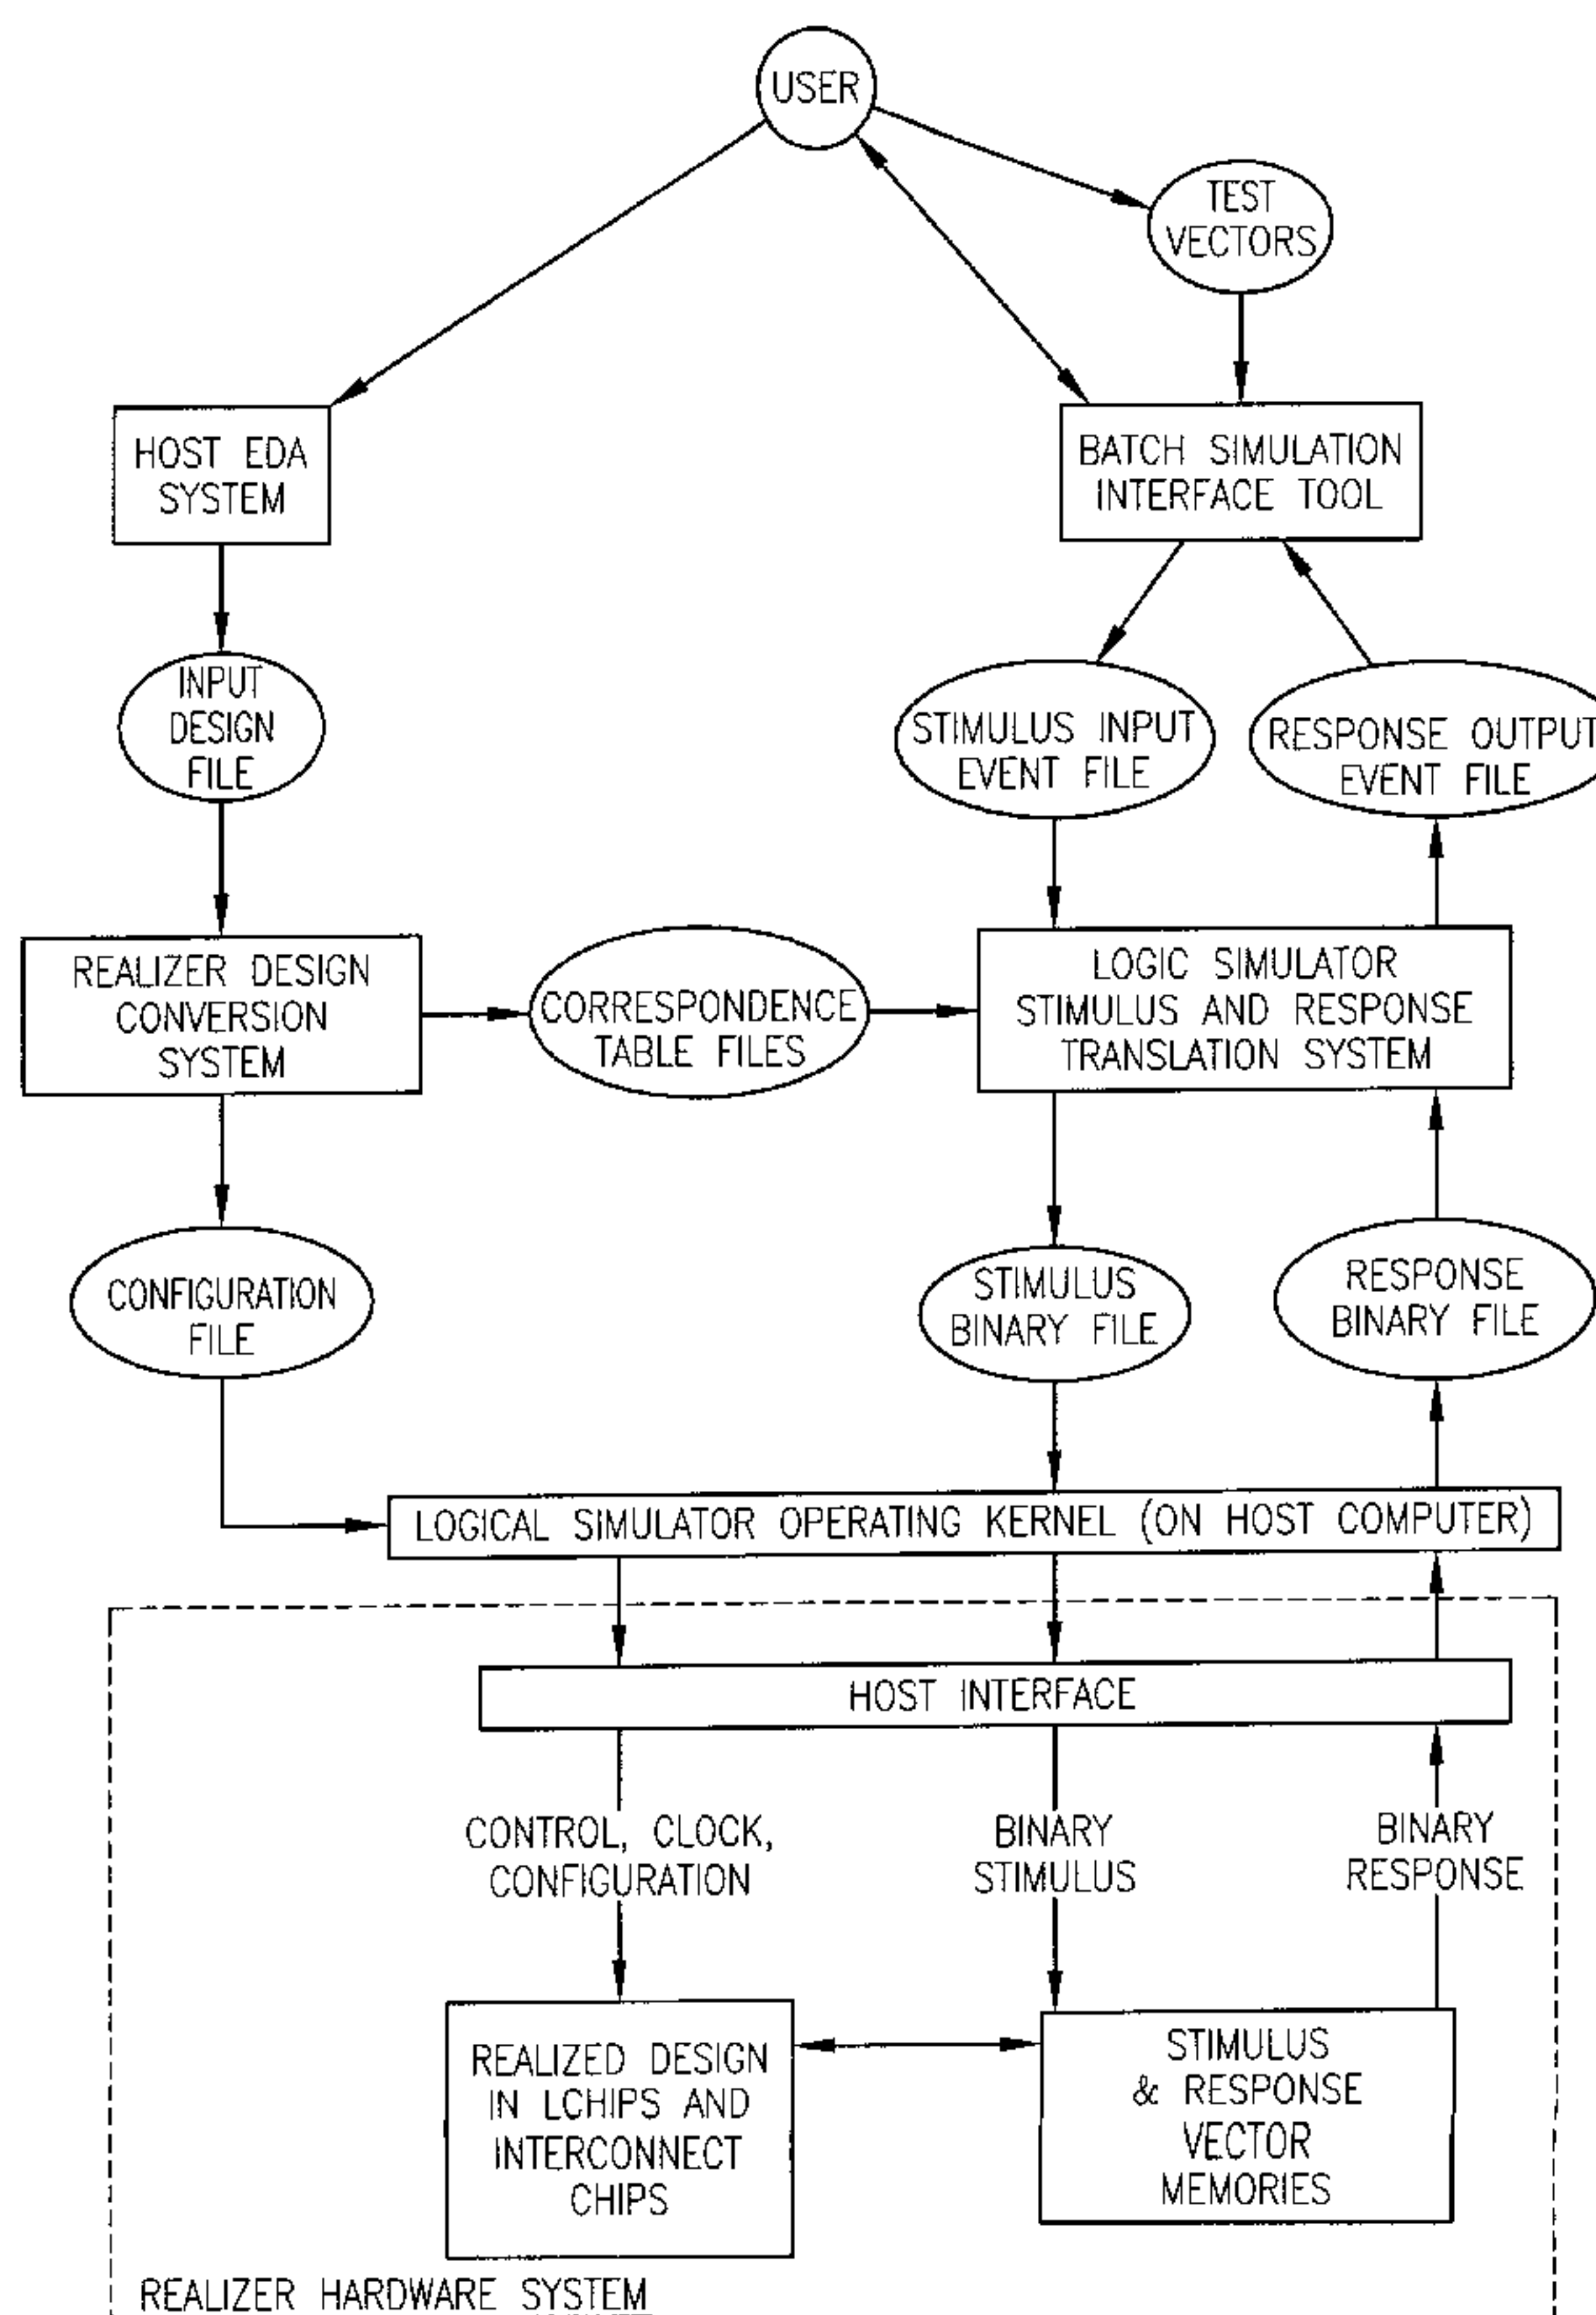 USER
TEST
VECTORS
HOST EDA
SYSTEM
BATCH SIMULATION
INTERFACE TOOL
INPUT
DESIGN
FILE
STIMULUS INPUT
EVENT FILE
RESPONSE OUTPUT
EVENT FILE
REALIZER DESIGN
CONVERSION
SYSTEM
CORRESPONDENCE
TABLE FILES
LOGIC SIMULATOR
STIMULUS AND RESPONSE
TRANSLATION SYSTEM
CONFIGURATION
FILE
STIMULUS
BINARY FILE
RESPONSE
BINARY FILE
LOGICAL SIMULATOR OPERATING KERNEL (ON HOST COMPUTER)
HOST INTERFACE
CONTROL, CLOCK,
CONFIGURATION
BINARY
STIMULUS
BINARY
RESPONSE
REALIZED DESIGN
IN LCHIPS AND
INTERCONNECT
CHIPS
STIMULUS
& RESPONSE
VECTOR
MEMORIES
REALIZER HARDWARE SYSTEM